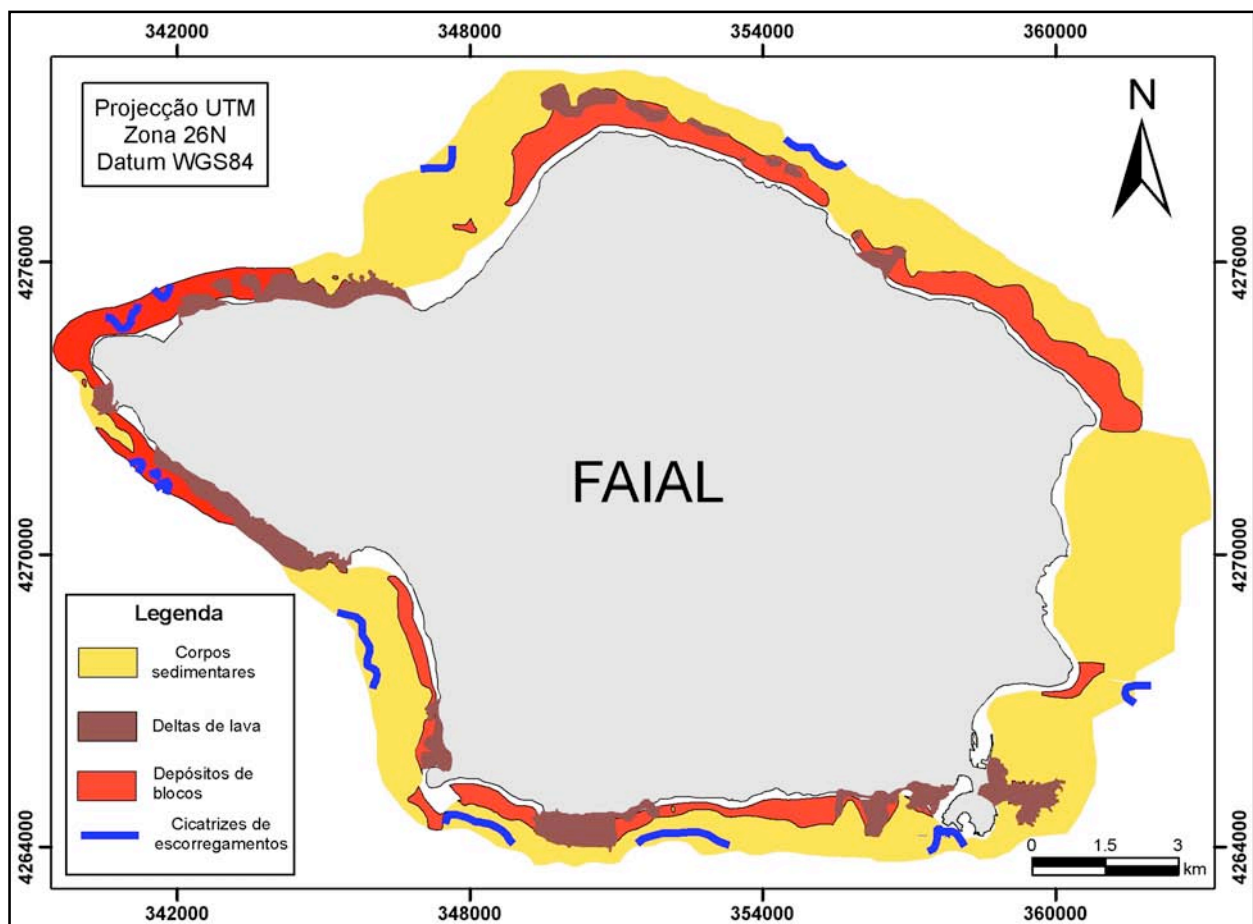 342000 348000 354000 360000
Projecção UTM
Zona 26N
Datum WGS84
N
4276000 4276000
FAIAL
4270000 4270000
Legenda
Corpos
sedimentares
Deltas de lava
Depósitos de
blocos
Cicatrizes de
escorregamentos
4264000 4264000
0 1.5 3
km
342000 348000 354000 360000